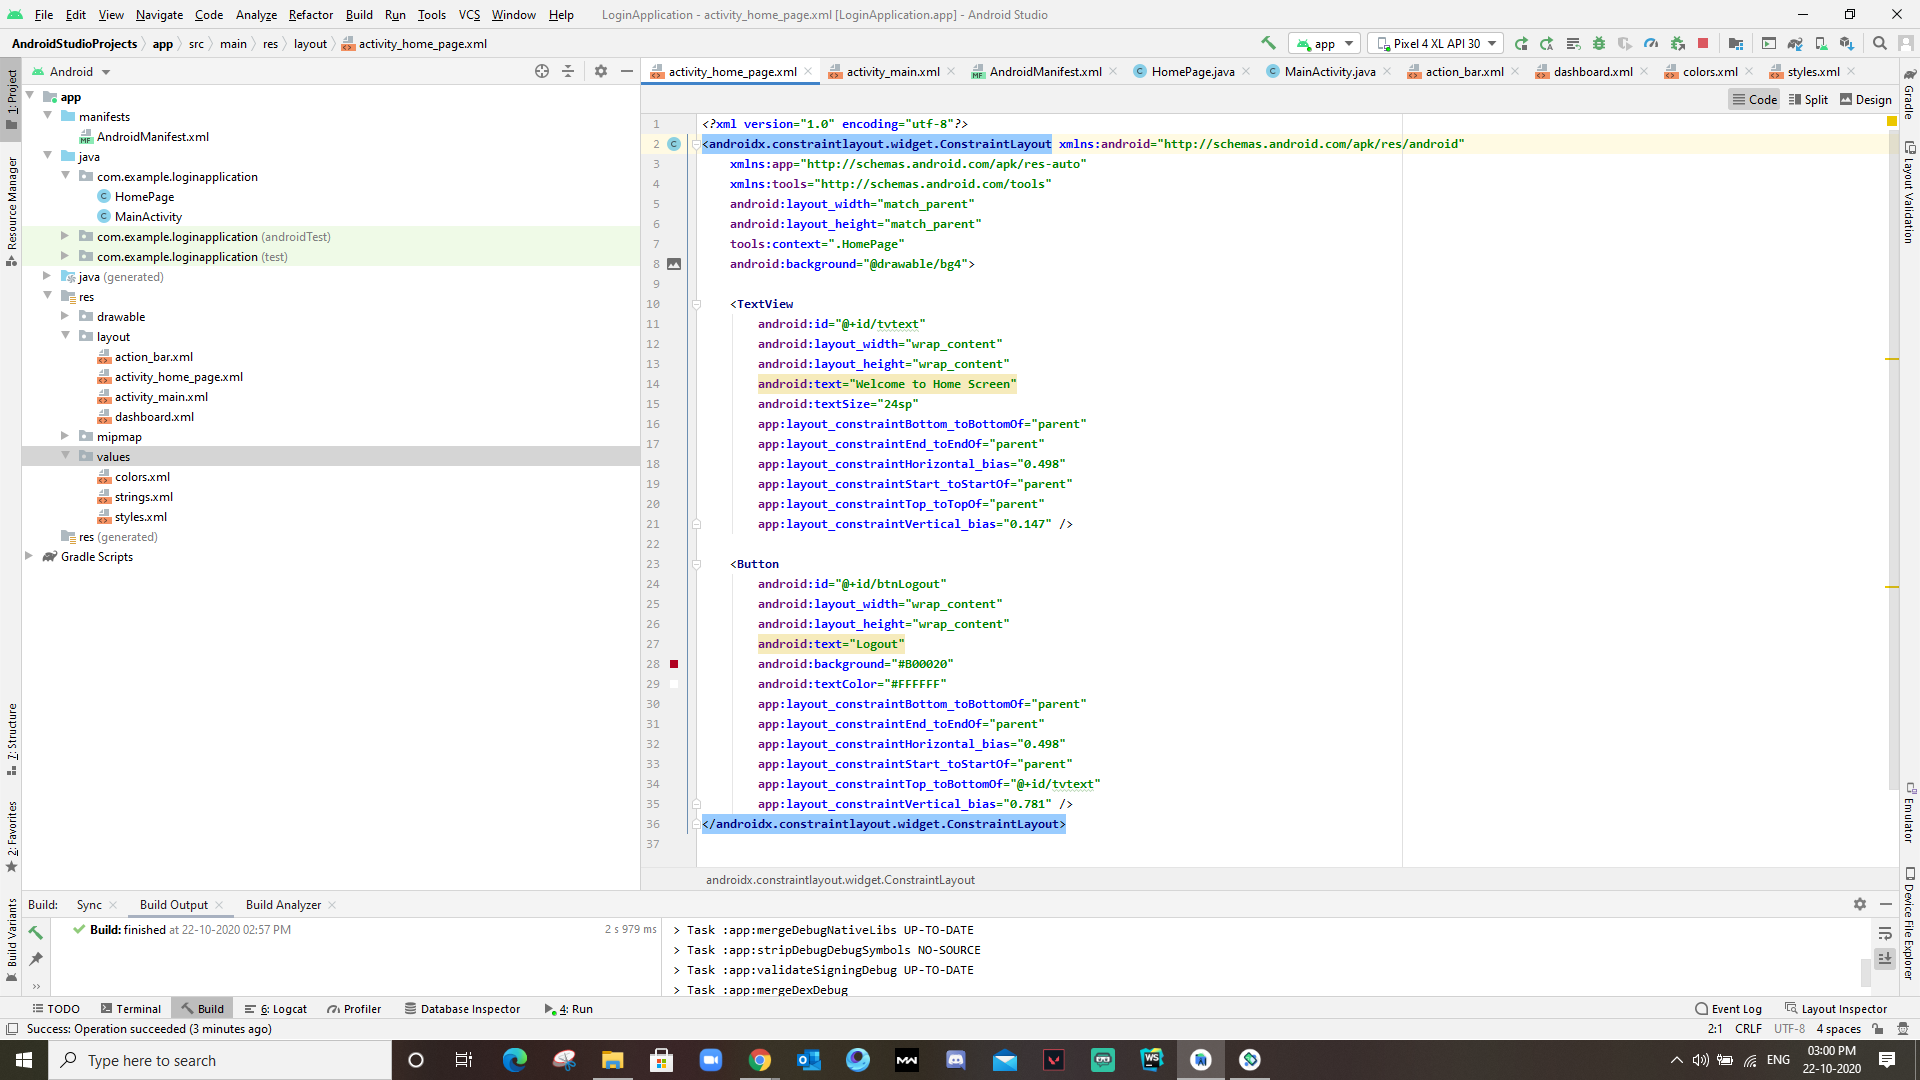 File Edit View Navigate Code Analyze Refactor Build Run Tools VCS Window Help LoginApplication - activity_home_page.xml [LoginApplication.app] - Android Studio
AndroidStudioProjects app src main res layout activity_home_page.xml app Pixel 4 XL API 30
Android
activity_home_page.xml activity_main.xml AndroidManifest.xml HomePage.java MainActivity.java action_bar.xml dashboard.xml colors.xml styles.xml
Code Split Design
1: Project
Resource Manager
7: Structure
2: Favorites
Build Variants
app
manifests
AndroidManifest.xml
java
com.example.loginapplication
HomePage
MainActivity
com.example.loginapplication (androidTest)
com.example.loginapplication (test)
java (generated)
res
drawable
layout
action_bar.xml
activity_home_page.xml
activity_main.xml
dashboard.xml
mipmap
values
colors.xml
strings.xml
styles.xml
res (generated)
Gradle Scripts
1 <?xml version="1.0" encoding="utf-8"?>
2 <androidx.constraintlayout.widget.ConstraintLayout xmlns:android="http://schemas.android.com/apk/res/android"
3 xmlns:app="http://schemas.android.com/apk/res-auto"
4 xmlns:tools="http://schemas.android.com/tools"
5 android:layout_width="match_parent"
6 android:layout_height="match_parent"
7 tools:context=".HomePage"
8 android:background="@drawable/bg4">
9
10 <TextView
11 android:id="@+id/tvtext"
12 android:layout_width="wrap_content"
13 android:layout_height="wrap_content"
14 android:text="Welcome to Home Screen"
15 android:textSize="24sp"
16 app:layout_constraintBottom_toBottomOf="parent"
17 app:layout_constraintEnd_toEndOf="parent"
18 app:layout_constraintHorizontal_bias="0.498"
19 app:layout_constraintStart_toStartOf="parent"
20 app:layout_constraintTop_toTopOf="parent"
21 app:layout_constraintVertical_bias="0.147" />
22
23 <Button
24 android:id="@+id/btnLogout"
25 android:layout_width="wrap_content"
26 android:layout_height="wrap_content"
27 android:text="Logout"
28 android:background="#B00020"
29 android:textColor="#FFFFFF"
30 app:layout_constraintBottom_toBottomOf="parent"
31 app:layout_constraintEnd_toEndOf="parent"
32 app:layout_constraintHorizontal_bias="0.498"
33 app:layout_constraintStart_toStartOf="parent"
34 app:layout_constraintTop_toBottomOf="@+id/tvtext"
35 app:layout_constraintVertical_bias="0.781" />
36 </androidx.constraintlayout.widget.ConstraintLayout>
37
androidx.constraintlayout.widget.ConstraintLayout
Gradle
Layout Validation
Emulator
Device File Explorer
Build: Sync Build Output Build Analyzer
Build: finished at 22-10-2020 02:57 PM 2 s 979 ms
> Task :app:mergeDebugNativeLibs UP-TO-DATE
> Task :app:stripDebugDebugSymbols NO-SOURCE
> Task :app:validateSigningDebug UP-TO-DATE
> Task :app:mergeDexDebug
TODO Terminal Build 6: Logcat Profiler Database Inspector 4: Run Event Log Layout Inspector
Success: Operation succeeded (3 minutes ago) 2:1 CRLF UTF-8 4 spaces
Type here to search ENG 03:00 PM
22-10-2020